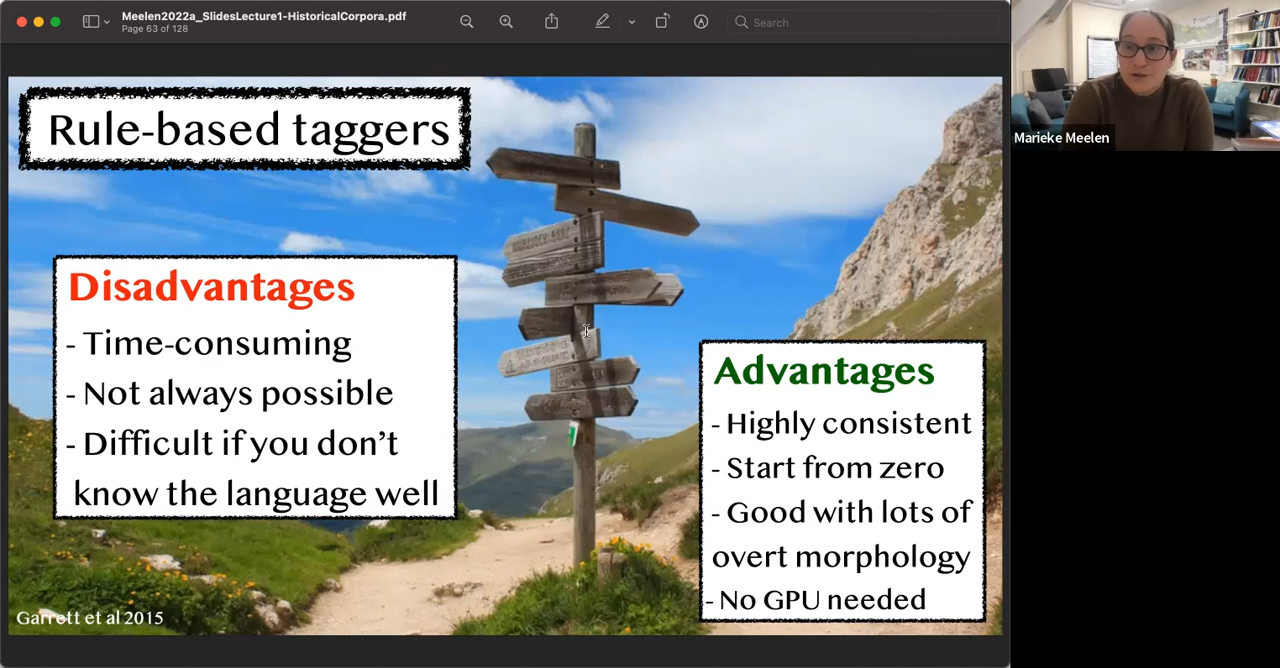 Meelen2022a_SlidesLecture1-HistoricalCorpora.pdf
Page 63 of 128
Search
Marieke Meelen
Rule-based taggers
Disadvantages
- Time-consuming
- Not always possible
- Difficult if you don't
know the language well
Advantages
- Highly consistent
- Start from zero
- Good with lots of
overt morphology
- No GPU needed
Garrett et al 2015